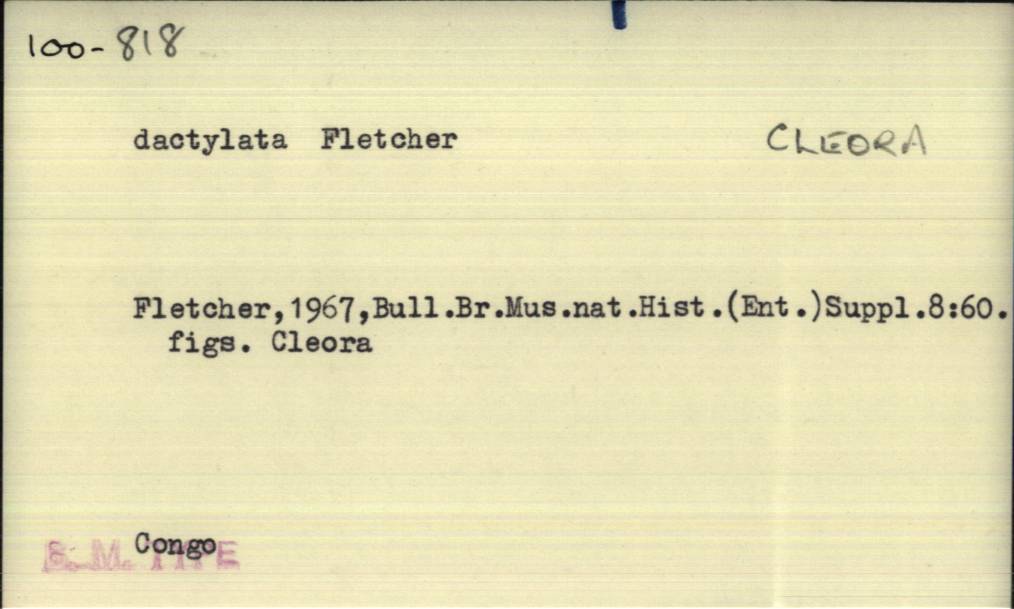 100-818
dactylata Fletcher CLEORA
Fletcher,1967,Bull.Br.Mus.nat.Hist.(Ent.)Suppl.8:60.
figs. Cleora
Congo
B. M. TYPE